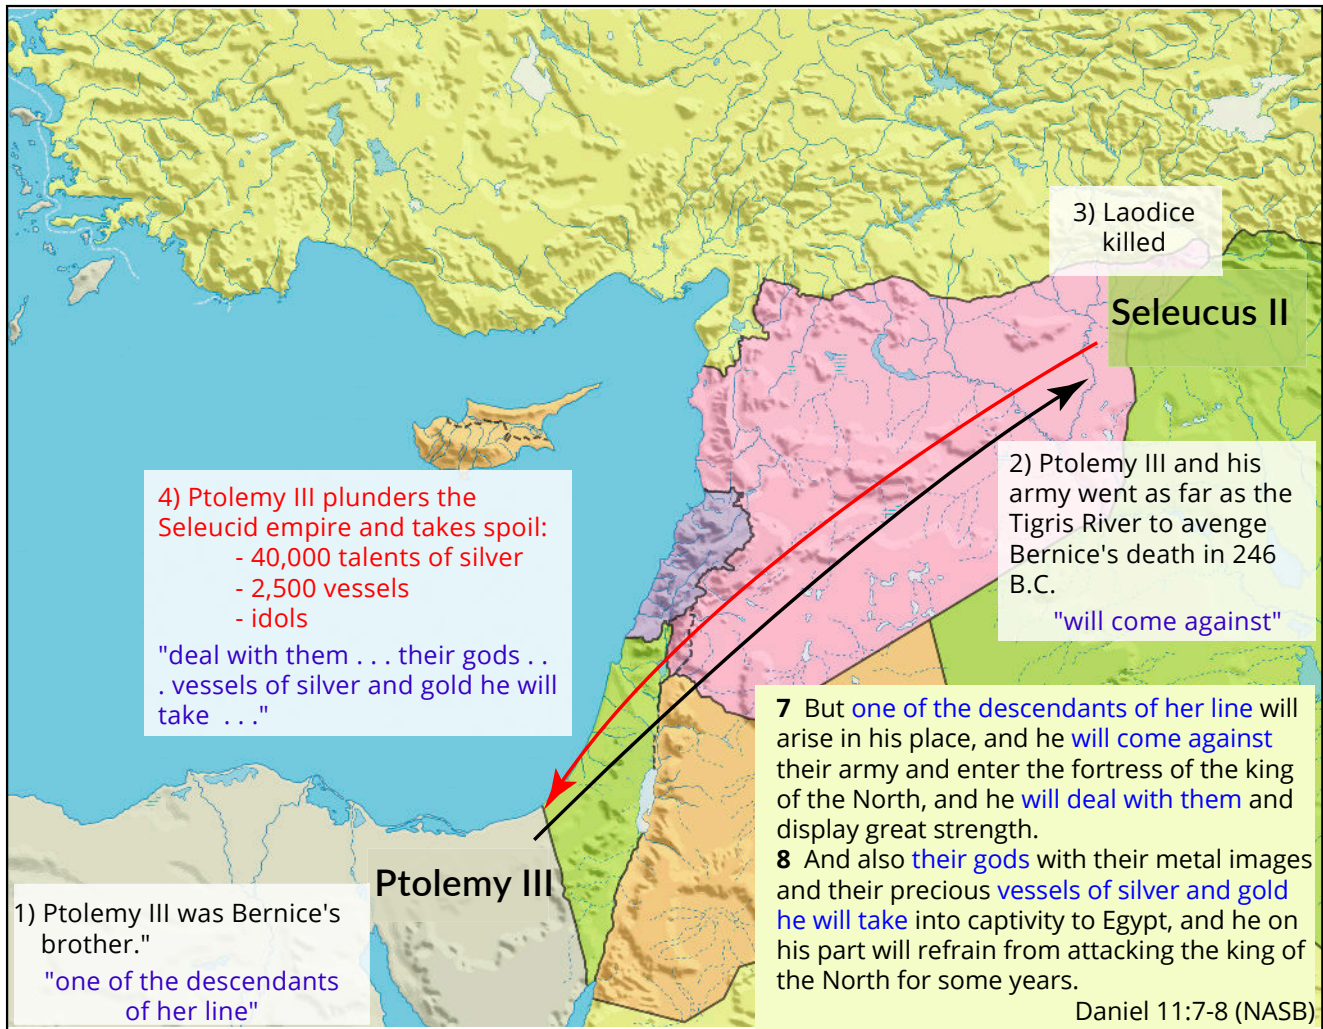 3) Laodice
killed
Seleucus II
4) Ptolemy III plunders the
Seleucid empire and takes spoil:
- 40,000 talents of silver
- 2,500 vessels
- idols
"deal with them . . . their gods . .
. vessels of silver and gold he will
take . . ."
2) Ptolemy III and his
army went as far as the
Tigris River to avenge
Bernice's death in 246
B.C.
"will come against"
Ptolemy III
1) Ptolemy III was Bernice's
brother."
"one of the descendants
of her line"
7 But one of the descendants of her line will
arise in his place, and he will come against
their army and enter the fortress of the king
of the North, and he will deal with them and
display great strength.
8 And also their gods with their metal images
and their precious vessels of silver and gold
he will take into captivity to Egypt, and he on
his part will refrain from attacking the king of
the North for some years.
Daniel 11:7-8 (NASB)